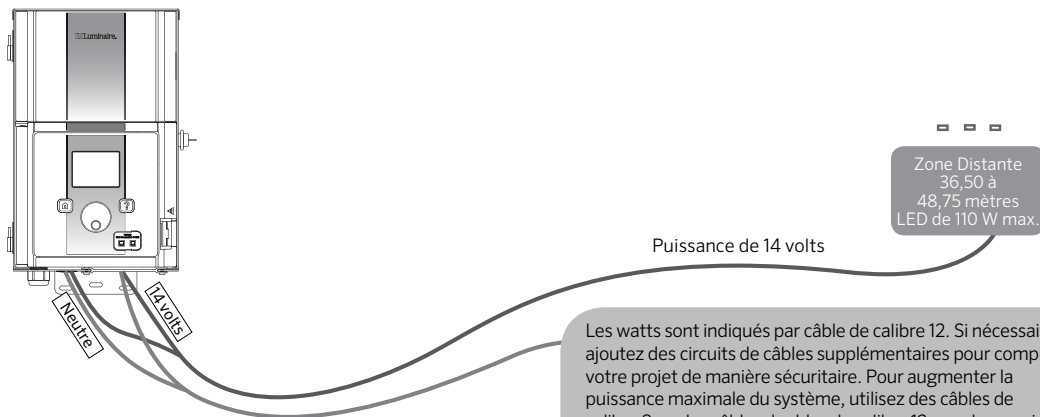 FXLuminaire.
Zone Distante
36,50 à
48,75 mètres
LED de 110 W max.
Puissance de 14 volts
14 volts
Neutre
Les watts sont indiqués par câble de calibre 12. Si nécessai
ajoutez des circuits de câbles supplémentaires pour comp
votre projet de manière sécuritaire. Pour augmenter la
puissance maximale du système, utilisez des câbles de